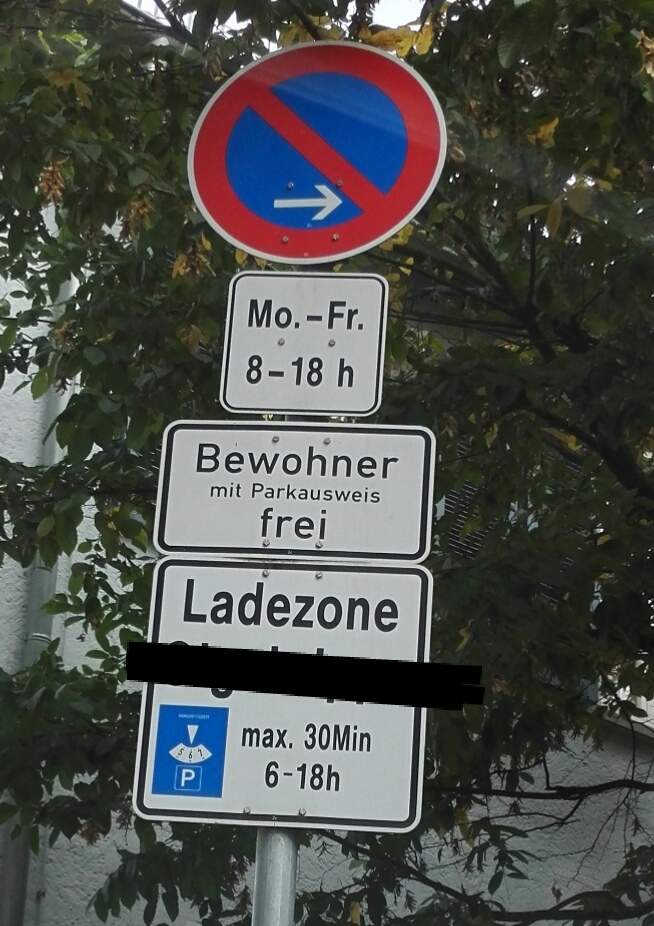 Mo.–Fr.
8–18 h
Bewohner
mit Parkausweis
frei
Ladezone
max. 30Min
6-18h
P